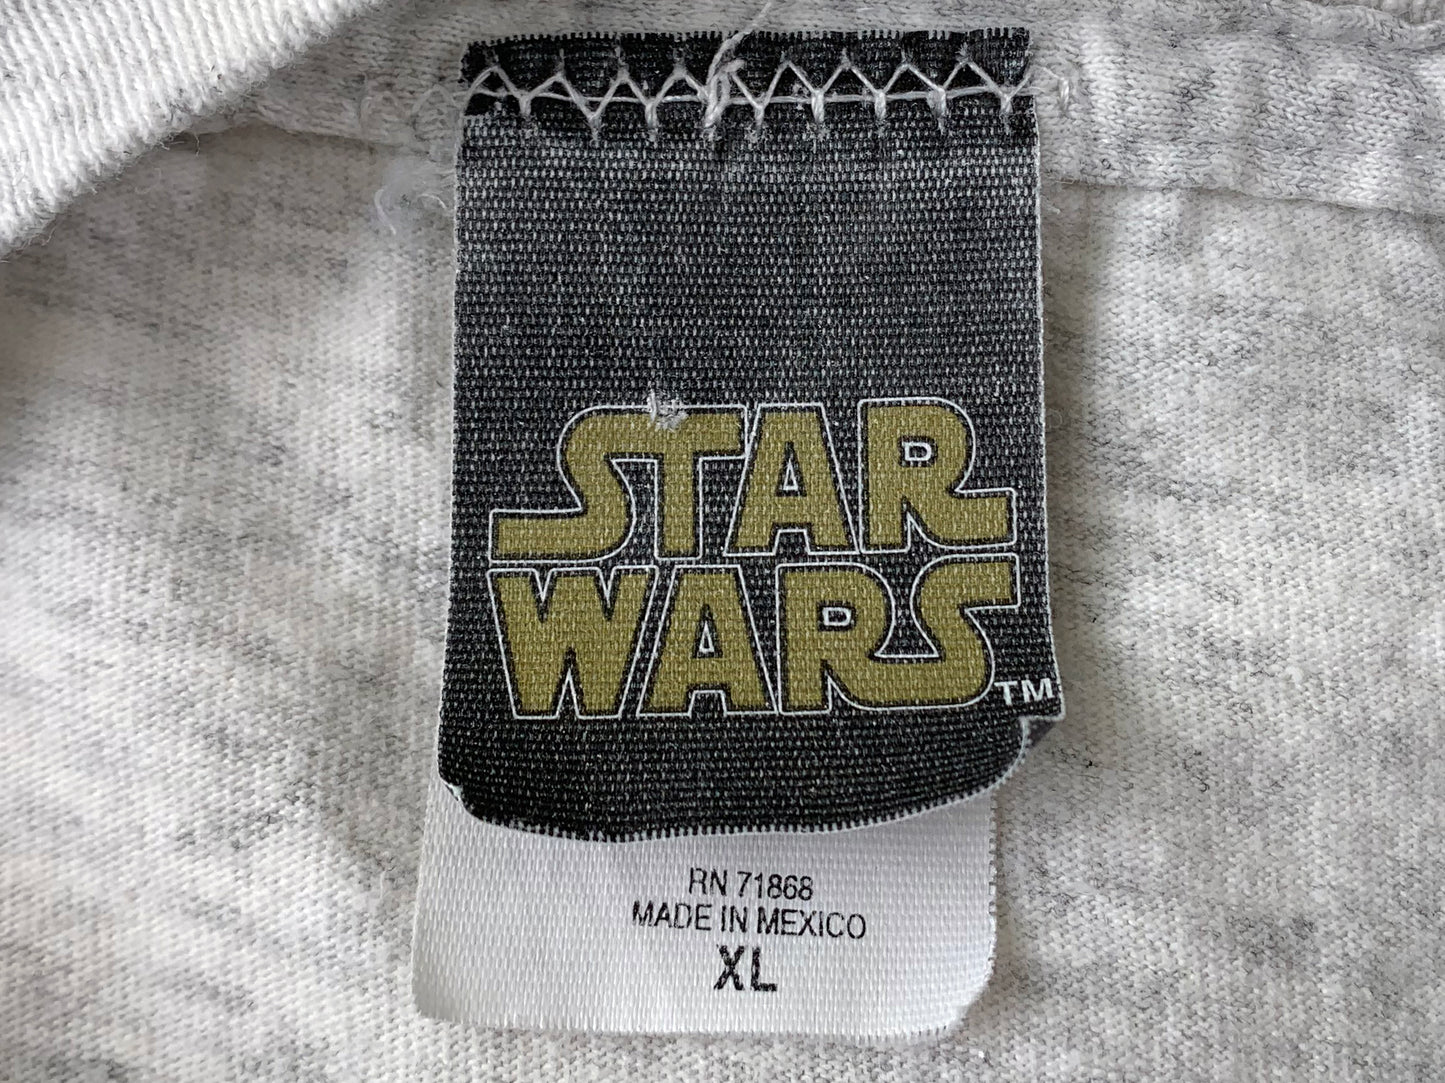 STAR
WARS TM
RN 71868
MADE IN MEXICO
XL